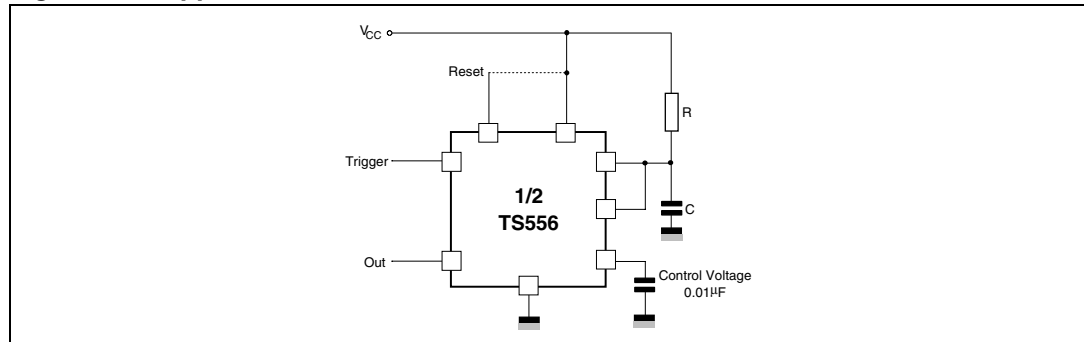 VCC
Reset
R
Trigger
1/2
TS556
C
Out
Control Voltage
0.01µF